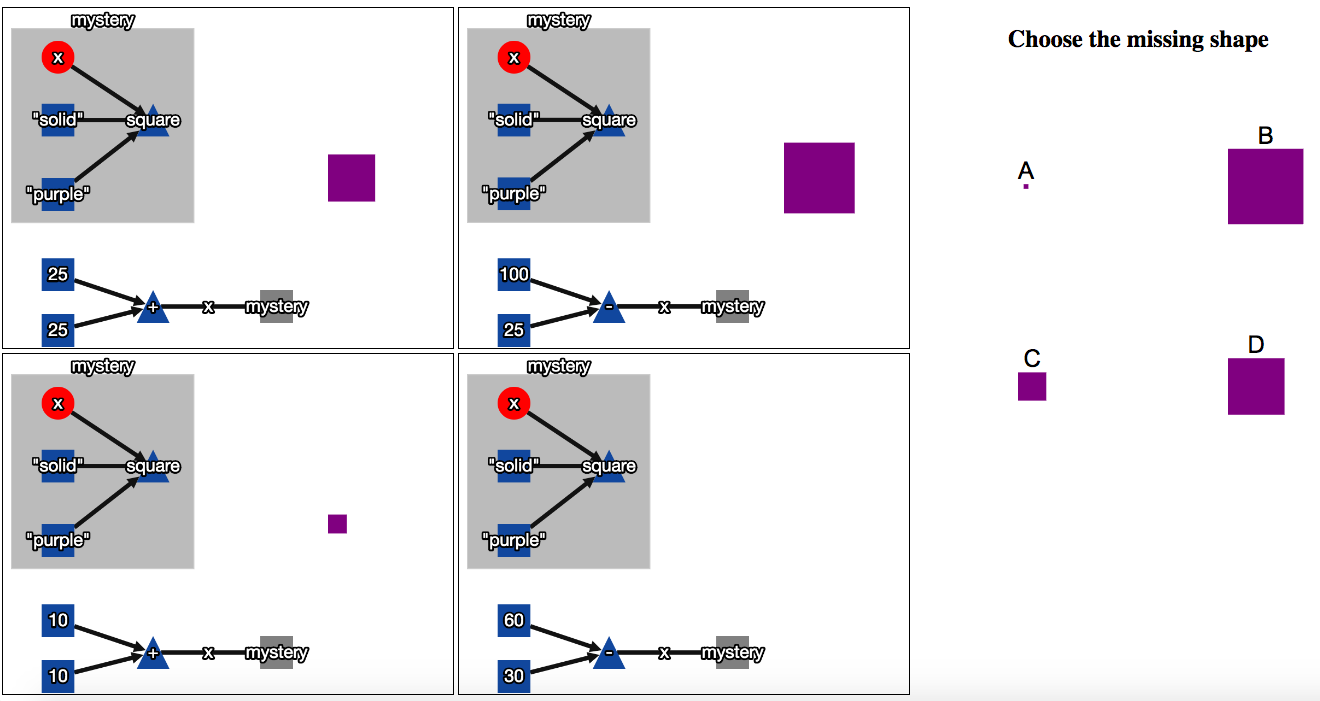 mystery
x
"solid" square
"purple"
25
+ x mystery
25
mystery
x
"solid" square
"purple"
100
- x mystery
25
mystery
x
"solid" square
"purple"
10
+ x mystery
10
mystery
x
"solid" square
"purple"
60
- x mystery
30
Choose the missing shape
A
B
C
D